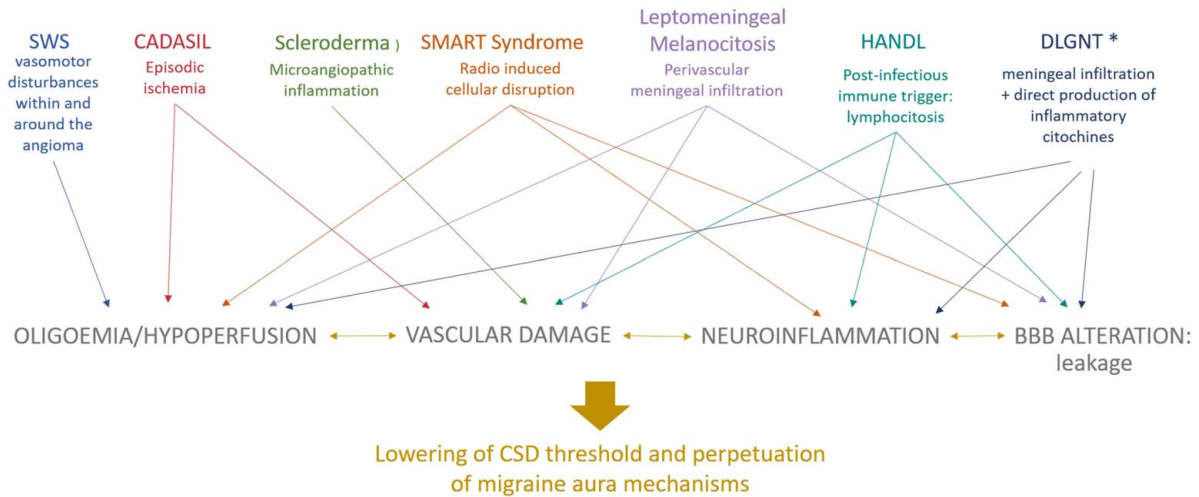 SWS
vasomotor
disturbances
within and
around the
angioma
CADASIL
Episodic
ischemia
Scleroderma )
Microangiopathic
inflammation
SMART Syndrome
Radio induced
cellular disruption
Leptomeningeal
Melanocitosis
Perivascular
meningeal infiltration
HANDL
Post-infectious
immune trigger:
lymphocitosis
DLGNT *
meningeal infiltration
+ direct production of
inflammatory
citochines
OLIGOEMIA/HYPOPERFUSION
VASCULAR DAMAGE
NEUROINFLAMMATION
BBB ALTERATION:
leakage
Lowering of CSD threshold and perpetuation
of migraine aura mechanisms